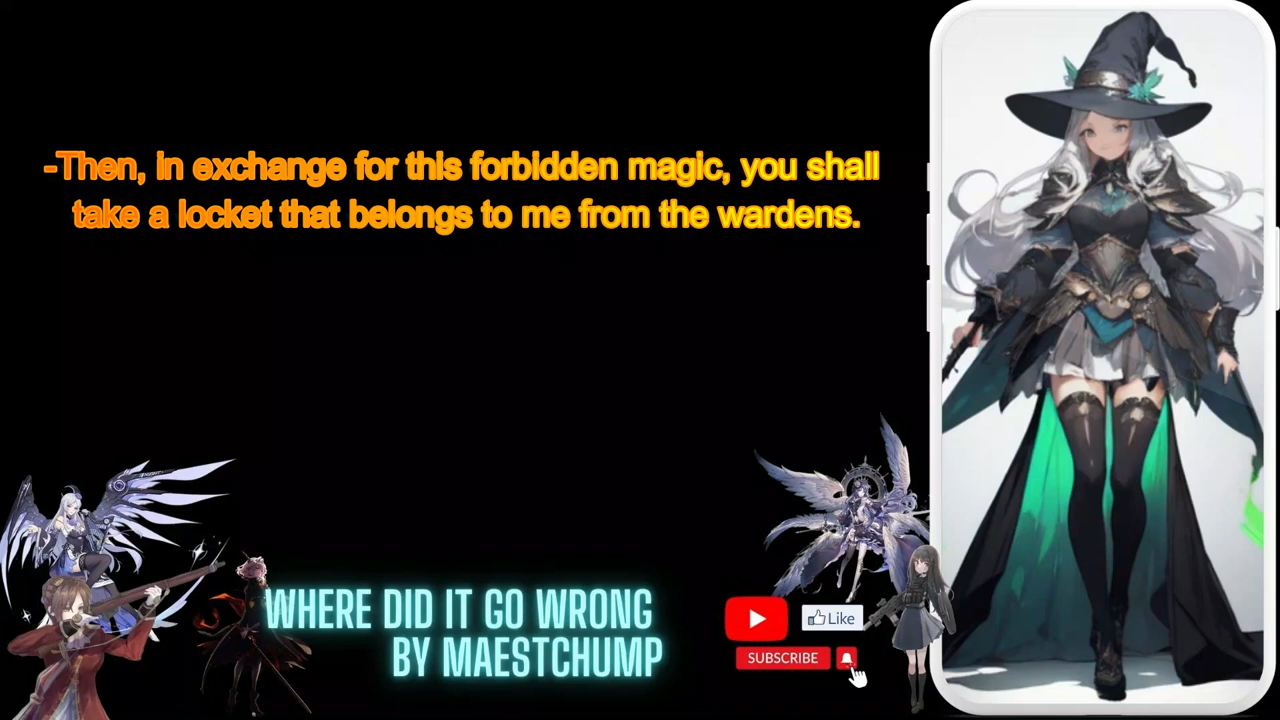 -Then, in exchange for this forbidden magic, you shall
take a locket that belongs to me from the wardens.
WHERE DID IT GO WRONG
BY MAESTCHUMP
Like
SUBSCRIBE